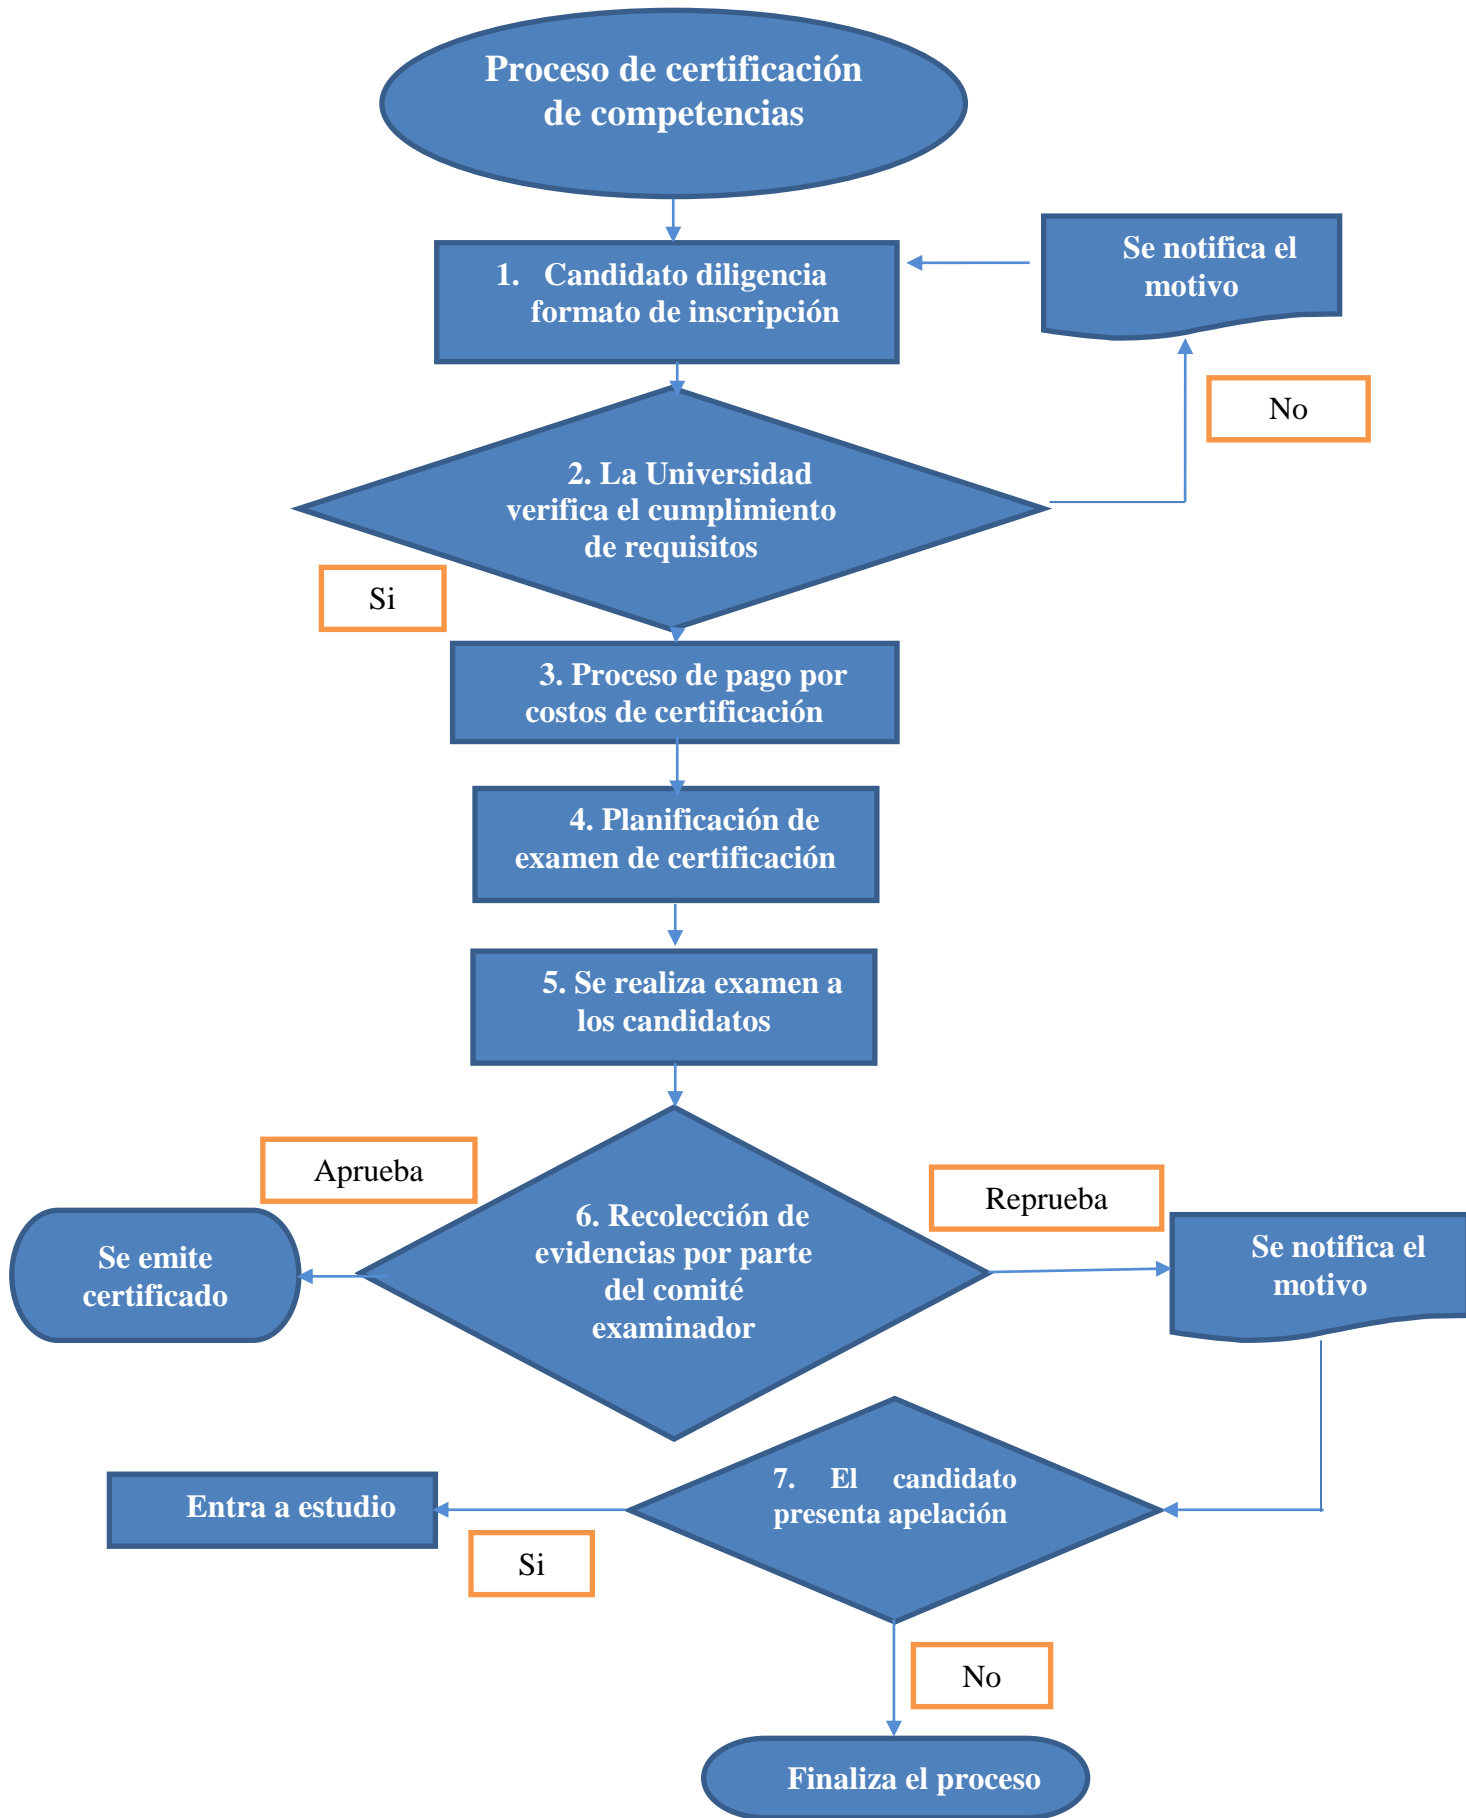 Proceso de certificación
de competencias
1. Candidato diligencia
formato de inscripción
Se notifica el
motivo
No
2. La Universidad
verifica el cumplimiento
de requisitos
Si
3. Proceso de pago por
costos de certificación
4. Planificación de
examen de certificación
5. Se realiza examen a
los candidatos
Aprueba
Reprueba
6. Recolección de
evidencias por parte
del comité
examinador
Se emite
certificado
Se notifica el
motivo
7. El candidato
presenta apelación
Entra a estudio
Si
No
Finaliza el proceso